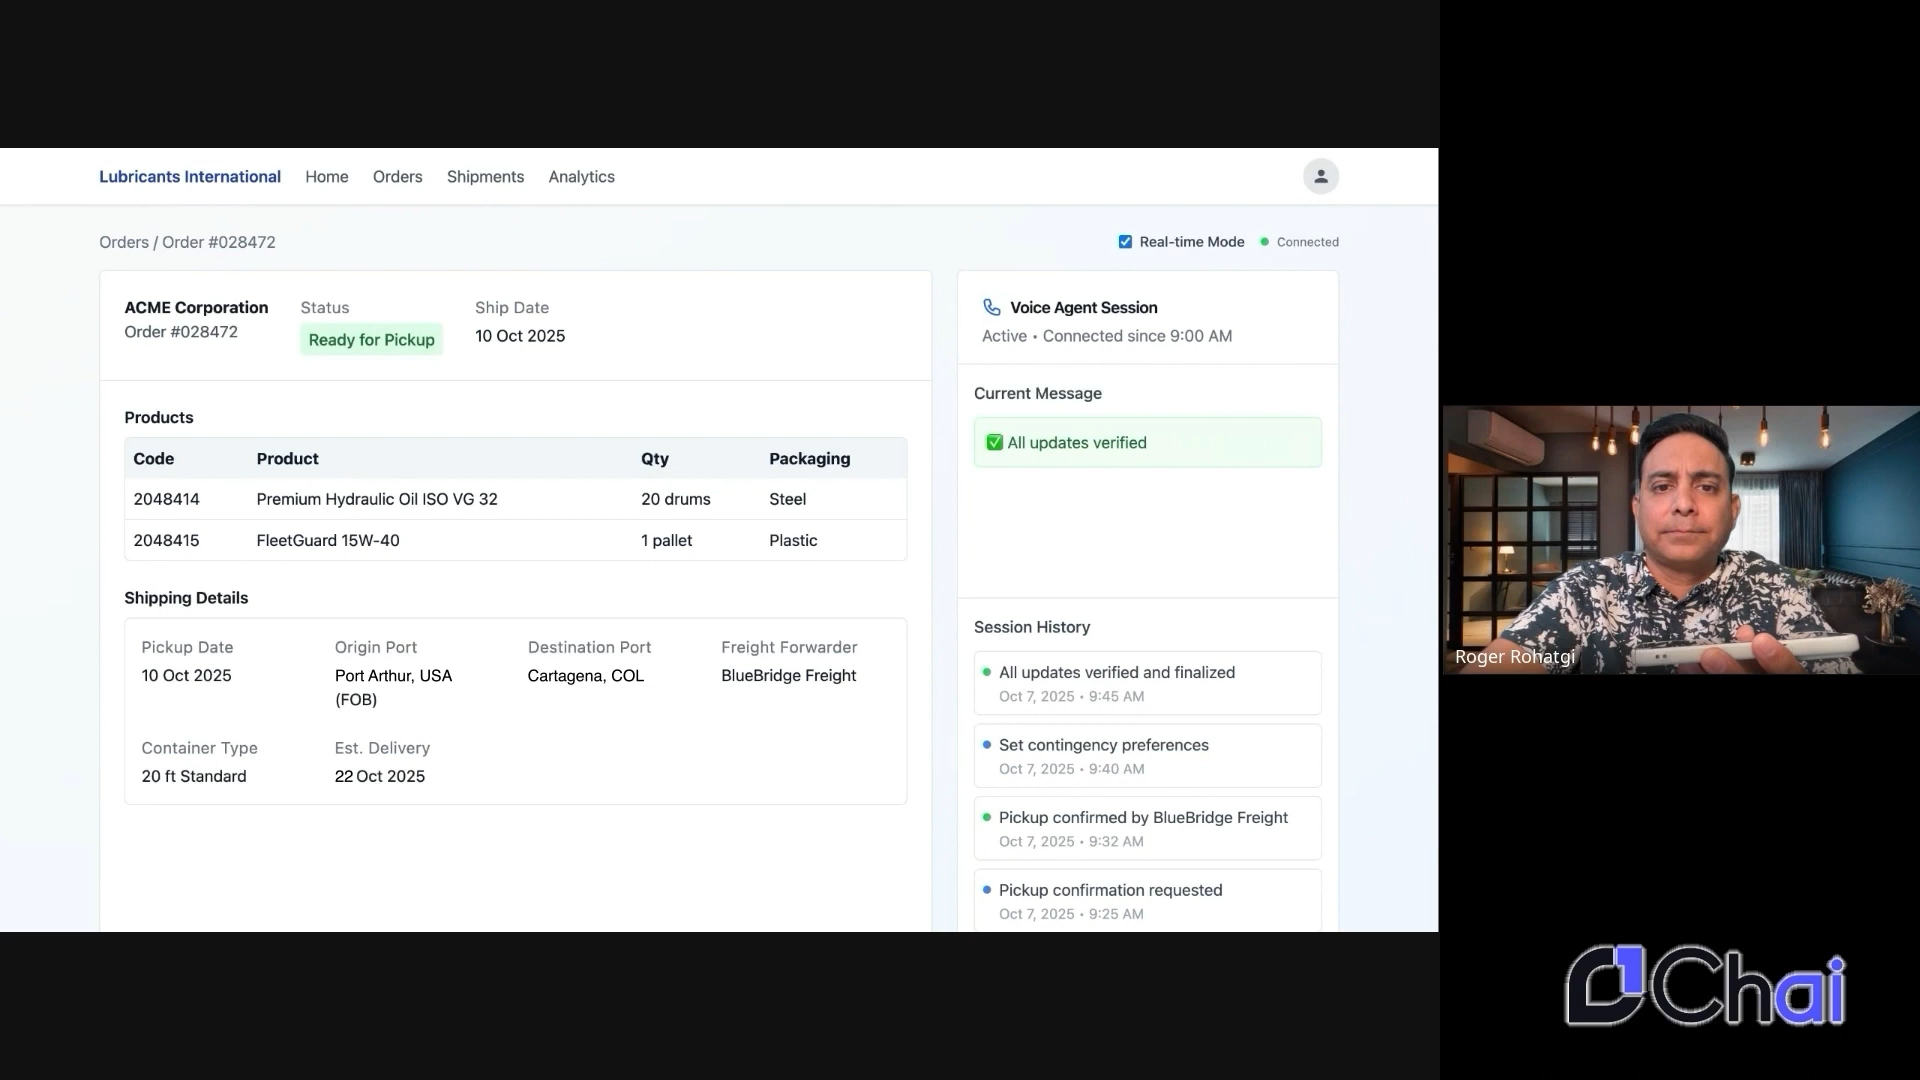 Lubricants International Home Orders Shipments Analytics
Orders / Order #028472
Real-time Mode Connected
ACME Corporation
Order #028472
Status
Ready for Pickup
Ship Date
10 Oct 2025
Products
Code Product Qty Packaging
2048414 Premium Hydraulic Oil ISO VG 32 20 drums Steel
2048415 FleetGuard 15W-40 1 pallet Plastic
Shipping Details
Pickup Date
10 Oct 2025
Origin Port
Port Arthur, USA
(FOB)
Destination Port
Cartagena, COL
Freight Forwarder
BlueBridge Freight
Container Type
20 ft Standard
Est. Delivery
22 Oct 2025
Voice Agent Session
Active • Connected since 9:00 AM
Current Message
✅ All updates verified
Session History
All updates verified and finalized
Oct 7, 2025 • 9:45 AM
Set contingency preferences
Oct 7, 2025 • 9:40 AM
Pickup confirmed by BlueBridge Freight
Oct 7, 2025 • 9:32 AM
Pickup confirmation requested
Oct 7, 2025 • 9:25 AM
Roger Rohatgi
Chai